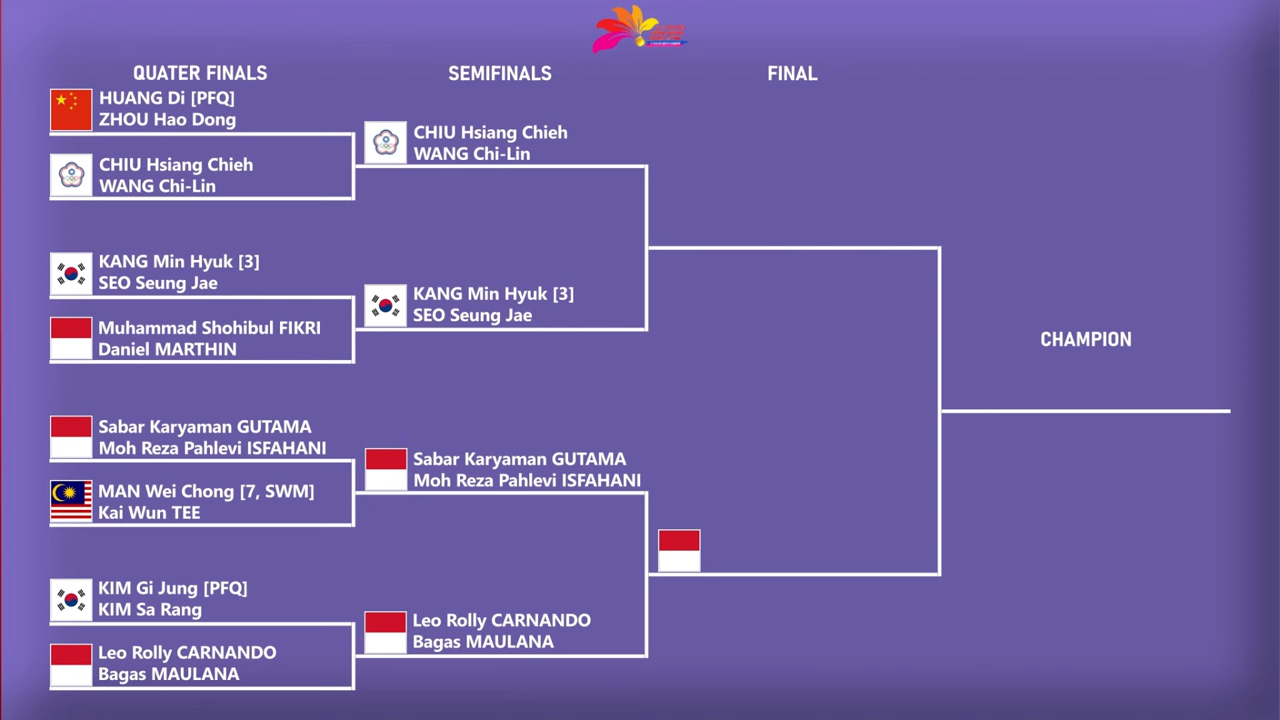 QUATER FINALS
SEMIFINALS
FINAL
HUANG Di [PFQ]
ZHOU Hao Dong
CHIU Hsiang Chieh
WANG Chi-Lin
KANG Min Hyuk [3]
SEO Seung Jae
Muhammad Shohibul FIKRI
Daniel MARTHIN
Sabar Karyaman GUTAMA
Moh Reza Pahlevi ISFAHANI
MAN Wei Chong [7, SWM]
Kai Wun TEE
KIM Gi Jung [PFQ]
KIM Sa Rang
Leo Rolly CARNANDO
Bagas MAULANA
CHIU Hsiang Chieh
WANG Chi-Lin
KANG Min Hyuk [3]
SEO Seung Jae
Sabar Karyaman GUTAMA
Moh Reza Pahlevi ISFAHANI
Leo Rolly CARNANDO
Bagas MAULANA
CHAMPION